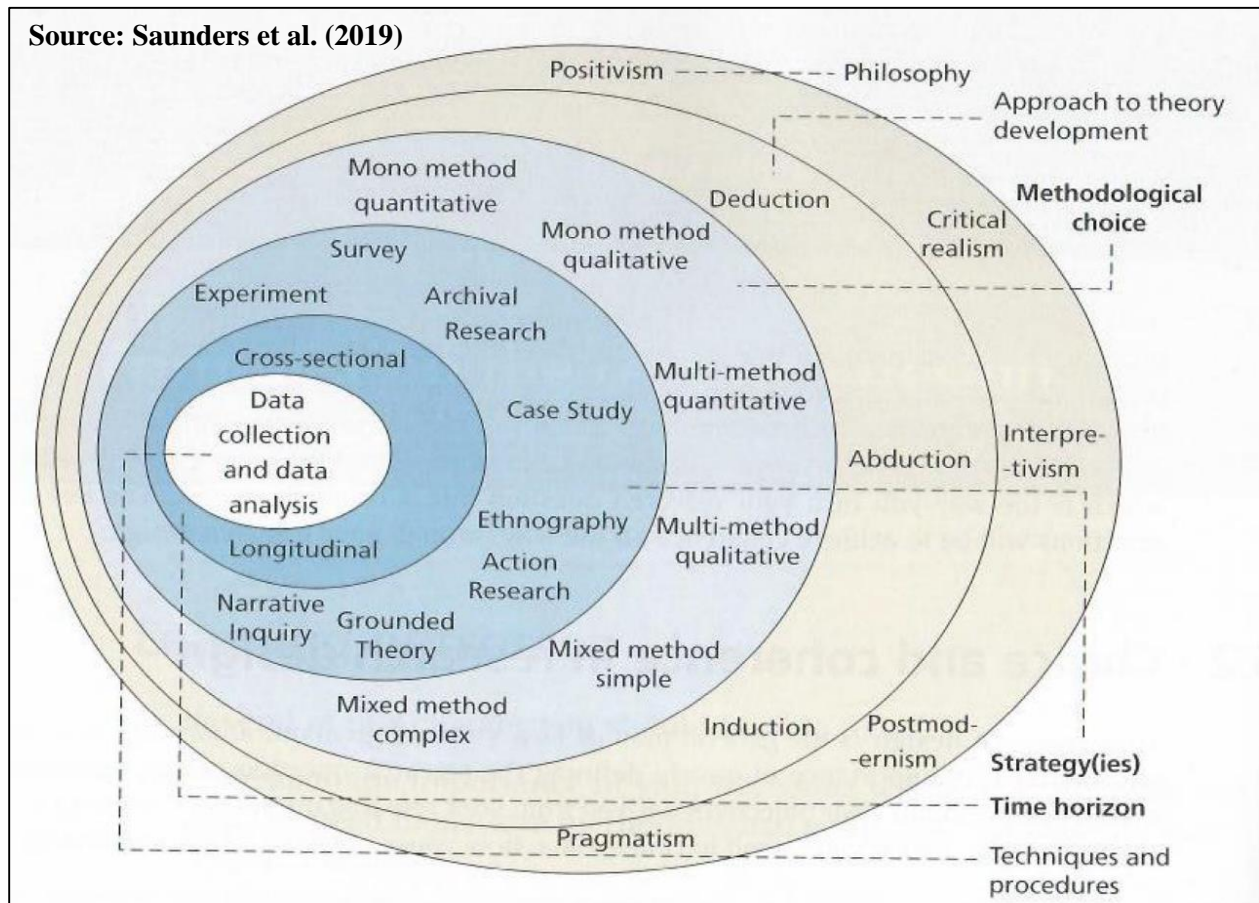 Source: Saunders et al. (2019)
Positivism
Philosophy
Approach to theory
development
Mono method
quantitative
Deduction
Methodological
choice
Critical
realism
Mono method
qualitative
Survey
Experiment
Archival
Research
Cross-sectional
Multi-method
quantitative
Data
collection
and data
analysis
Case Study
Interpre-
-tivism
Abduction
Ethnography
Multi-method
qualitative
Longitudinal
Action
Research
Narrative
Inquiry
Grounded
Theory
Mixed method
simple
Mixed method
complex
Induction
Postmod-
-ernism
Strategy(ies)
Time horizon
Pragmatism
Techniques and
procedures